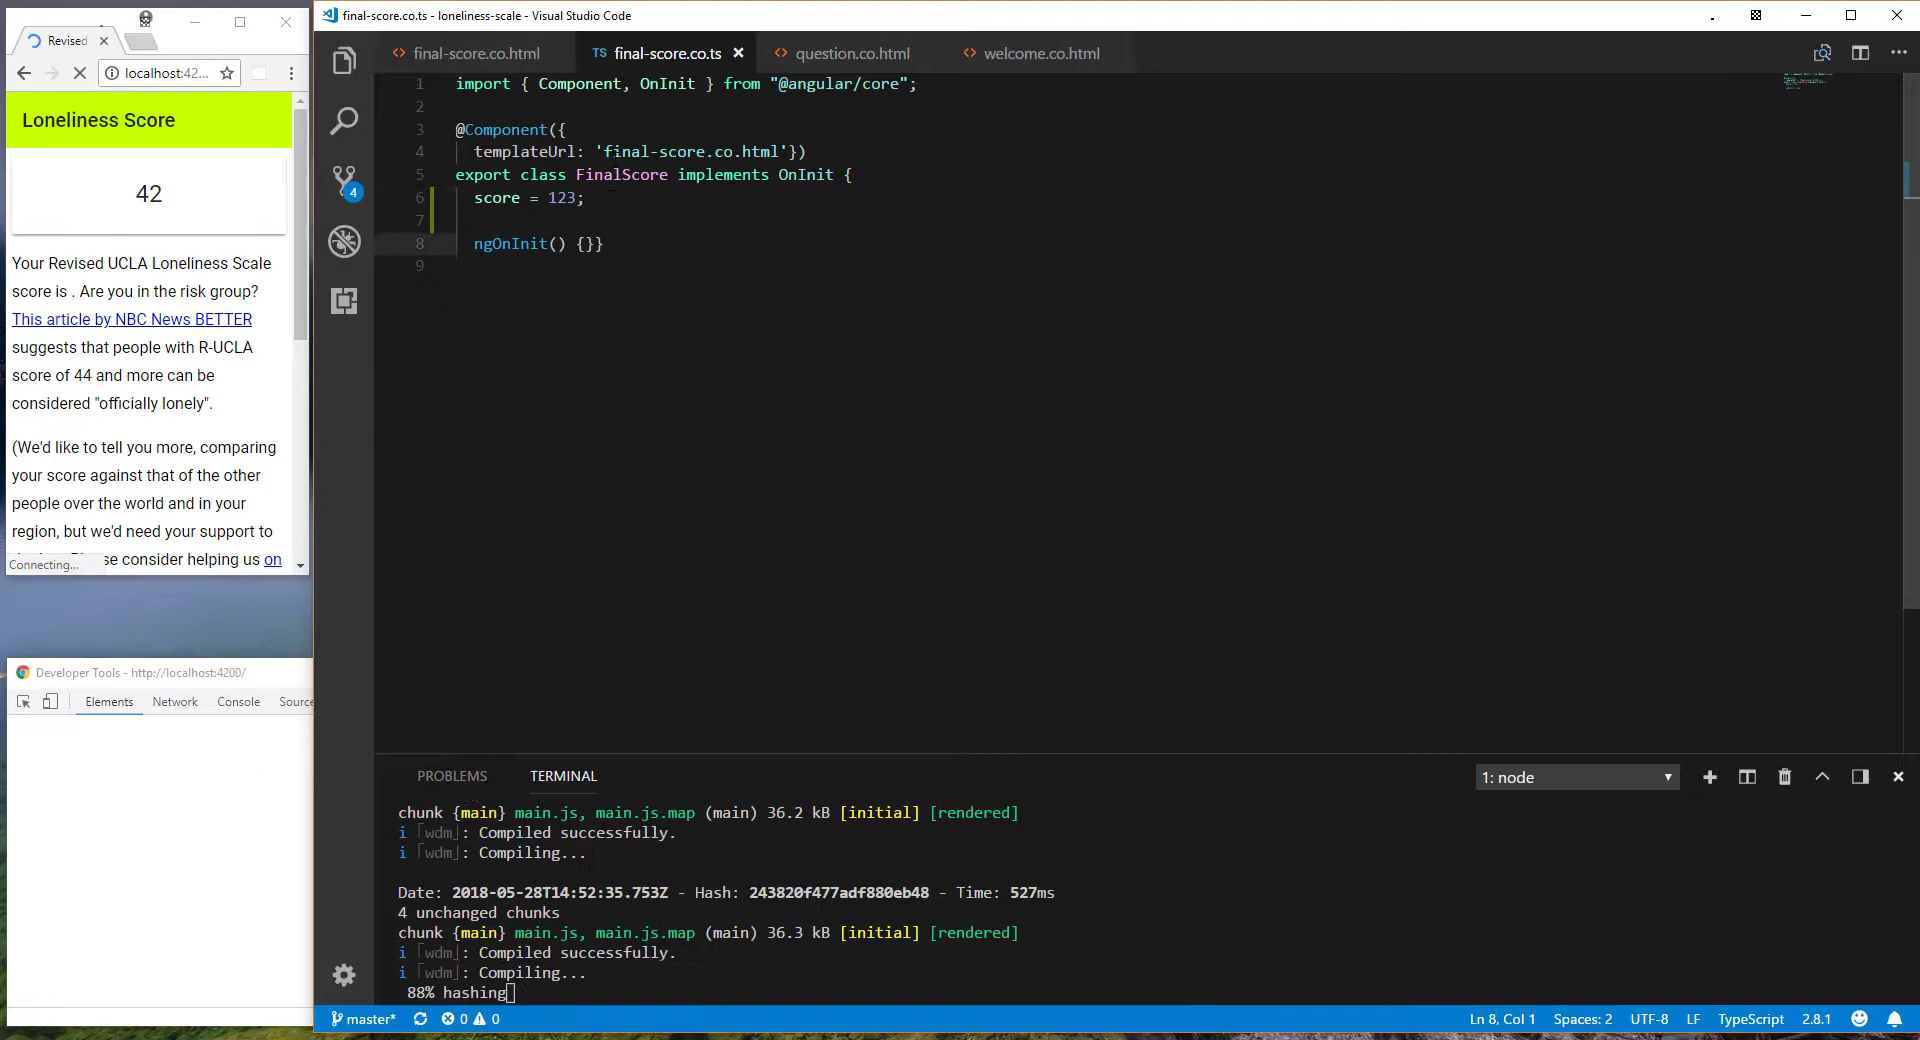 Revised
localhost:42...
Loneliness Score
42
Your Revised UCLA Loneliness Scale
score is . Are you in the risk group?
This article by NBC News BETTER
suggests that people with R-UCLA
score of 44 and more can be
considered "officially lonely".
(We'd like to tell you more, comparing
your score against that of the other
people over the world and in your
region, but we'd need your support to
se consider helping us on
Connecting...
Developer Tools - http://localhost:4200/
Elements Network Console Source
final-score.co.ts - loneliness-scale - Visual Studio Code
final-score.co.html
TS final-score.co.ts
question.co.html
welcome.co.html
4
1 import { Component, OnInit } from "@angular/core";
2
3 @Component({
4 templateUrl: 'final-score.co.html'})
5 export class FinalScore implements OnInit {
6 score = 123;
7
8 ngOnInit() {}}
9
PROBLEMS TERMINAL
1: node
chunk {main} main.js, main.js.map (main) 36.2 kB [initial] [rendered]
i ｢wdm｣: Compiled successfully.
i ｢wdm｣: Compiling...
Date: 2018-05-28T14:52:35.753Z - Hash: 243820f477adf880eb48 - Time: 527ms
4 unchanged chunks
chunk {main} main.js, main.js.map (main) 36.3 kB [initial] [rendered]
i ｢wdm｣: Compiled successfully.
i ｢wdm｣: Compiling...
88% hashing
master* 0 0 Ln 8, Col 1 Spaces: 2 UTF-8 LF TypeScript 2.8.1